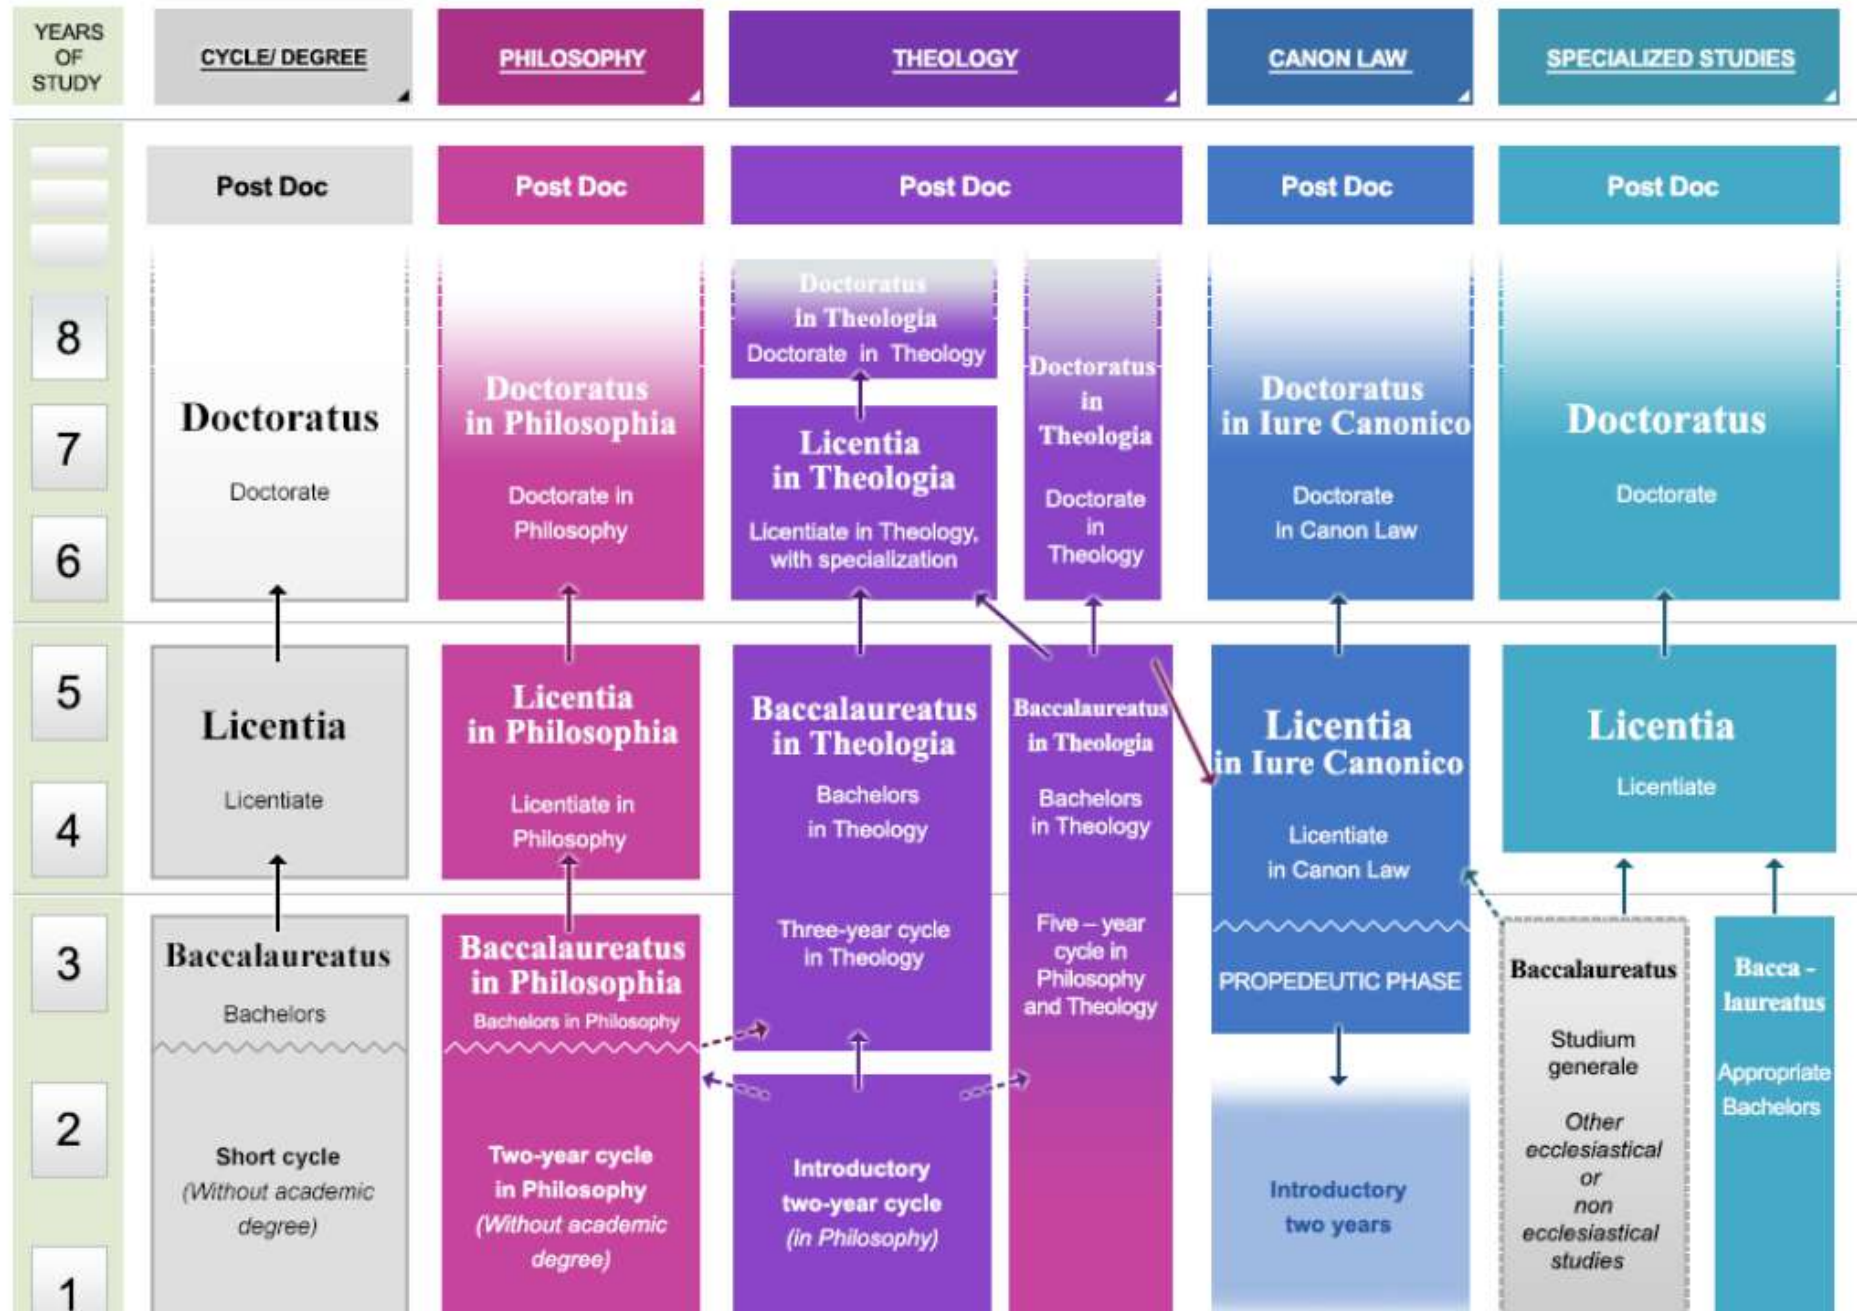 YEARS
OF
STUDY
CYCLE/ DEGREE
PHILOSOPHY
THEOLOGY
CANON LAW
SPECIALIZED STUDIES
Post Doc
Post Doc
Post Doc
Post Doc
Post Doc
8
7
6
5
4
3
2
1
Doctoratus
Doctorate
Licentia
Licentiate
Baccalaureatus
Bachelors
Short cycle
(Without academic
degree)
Doctoratus
in Philosophia
Doctorate in
Philosophy
Licentia
in Philosophia
Licentiate in
Philosophy
Baccalaureatus
in Philosophia
Bachelors in Philosophy
Two-year cycle
in Philosophy
(Without academic
degree)
Doctoratus
in Theologia
Doctorate in Theology
Licentia
in Theologia
Licentiate in Theology,
with specialization
Baccalaureatus
in Theologia
Bachelors
in Theology
Three-year cycle
in Theology
Introductory
two-year cycle
(in Philosophy)
Doctoratus
in
Theologia
Doctorate
in
Theology
Baccalaureatus
in Theologia
Bachelors
in Theology
Five – year
cycle in
Philosophy
and Theology
Doctoratus
in Iure Canonico
Doctorate
in Canon Law
Licentia
in Iure Canonico
Licentiate
in Canon Law
PROPEDEUTIC PHASE
Introductory
two years
Doctoratus
Doctorate
Licentia
Licentiate
Baccalaureatus
Studium
generale
Other
ecclesiastical
or
non
ecclesiastical
studies
Bacca -
laureatus
Appropriate
Bachelors